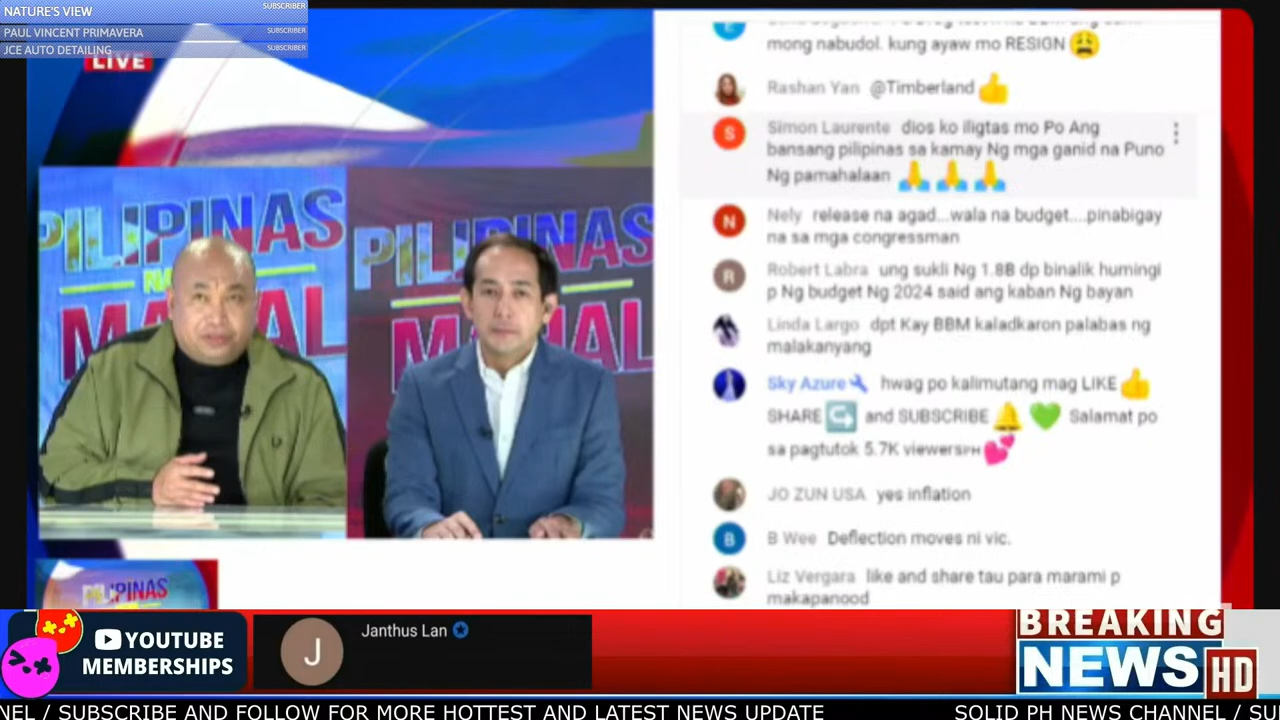 NATURE'S VIEW
SUBSCRIBER
PAUL VINCENT PRIMAVERA
SUBSCRIBER
JCE AUTO DETAILING
SUBSCRIBER
LIVE
PILIPINAS
NA
MAHAL
PILIPINAS
MAHAL
PILIPINAS
mong nabudol. kung ayaw mo RESIGN 😩
Rashan Yan @Timberland 👍
Simon Laurente dios ko iligtas mo Po Ang
bansang pilipinas sa kamay Ng mga ganid na Puno
Ng pamahalaan 🙏 🙏 🙏
Nely release na agad...wala na budget....pinabigay
na sa mga congressman
Robert Labra ung sukli Ng 1.8B dp binalik humingi
p Ng budget Ng 2024 said ang kaban Ng bayan
Linda Largo dpt Kay BBM kaladkaron palabas ng
malakanyang
Sky Azure hwag po kalimutang mag LIKE 👍
SHARE ↪️ and SUBSCRIBE 🔔 💚 Salamat po
sa pagtutok 5.7K viewersPH 💕
JO ZUN USA yes inflation
B Wee Deflection moves ni vic.
Liz Vergara like and share tau para marami p
makapanood
YOUTUBE
MEMBERSHIPS
J
Janthus Lan
BREAKING
NEWS HD
NEL / SUBSCRIBE AND FOLLOW FOR MORE HOTTEST AND LATEST NEWS UPDATE SOLID PH NEWS CHANNEL / SU